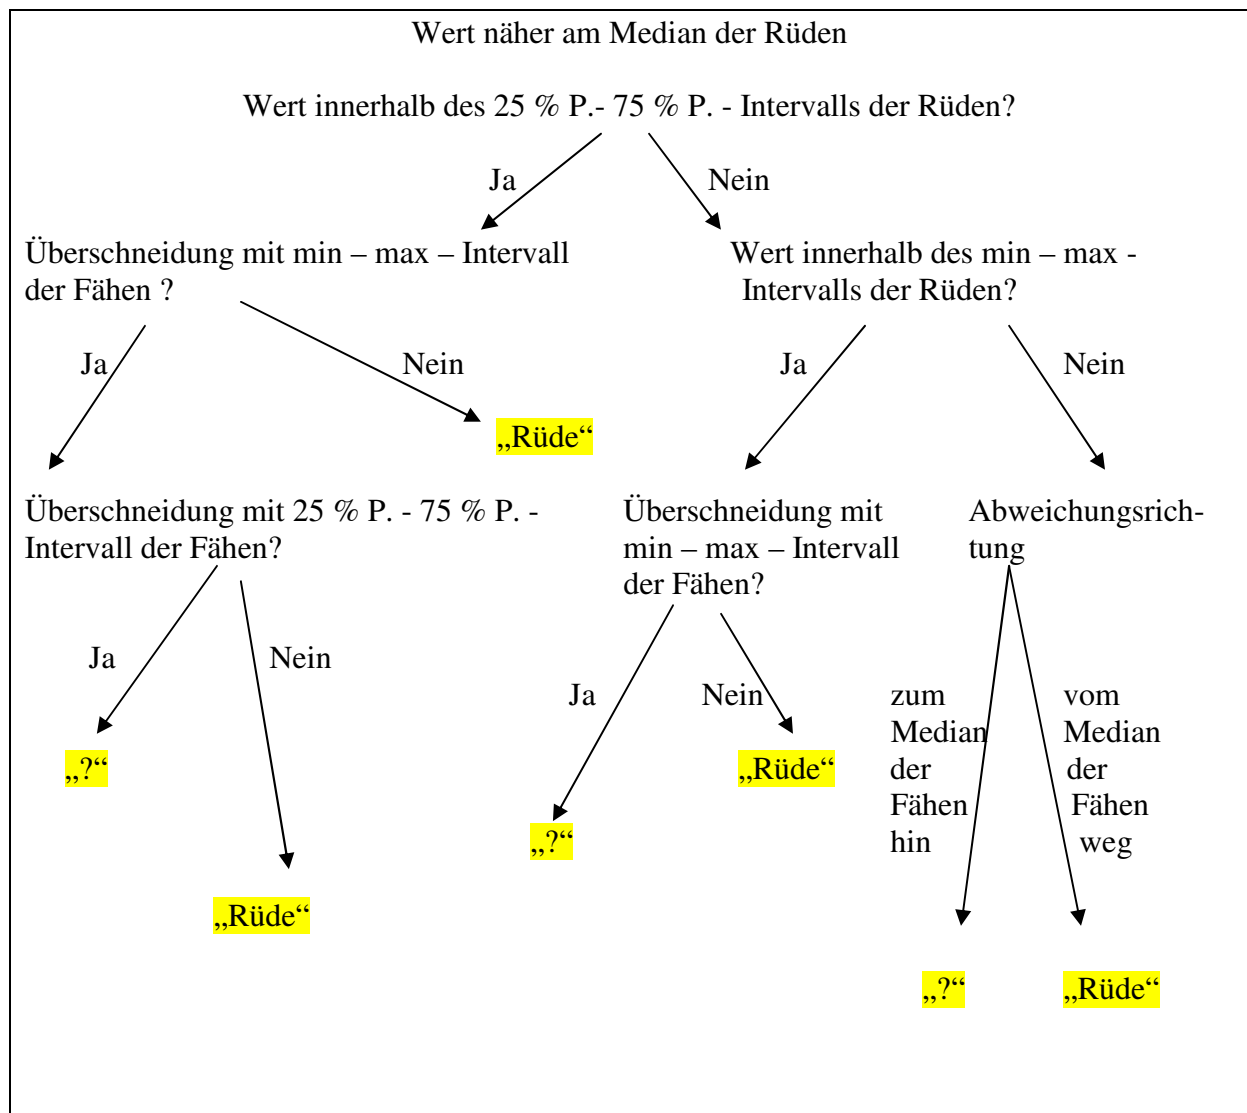 Wert näher am Median der Rüden
Wert innerhalb des 25 % P.- 75 % P. - Intervalls der Rüden?
Ja
Nein
Überschneidung mit min – max – Intervall
der Fähen ?
Wert innerhalb des min – max -
Intervalls der Rüden?
Ja
Nein
Ja
Nein
„Rüde“
Überschneidung mit 25 % P. - 75 % P. -
Intervall der Fähen?
Überschneidung mit
min – max – Intervall
der Fähen?
Abweichungsrich-
tung
Ja
Nein
Ja
Nein
zum
Median
der
Fähen
hin
vom
Median
der
Fähen
weg
„?“
„Rüde“
„?“
„Rüde“
„?“
„Rüde“